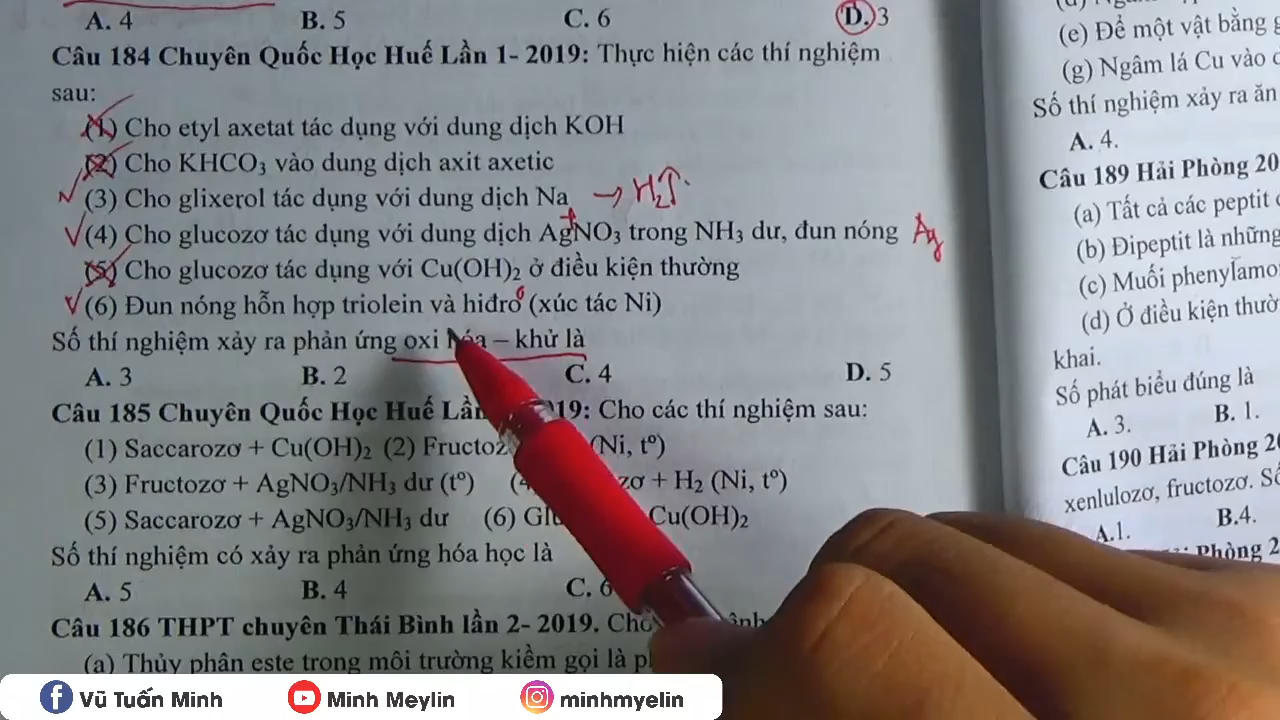 A. 4 B. 5 C. 6 D. 3
Câu 184 Chuyên Quốc Học Huế Lần 1- 2019: Thực hiện các thí nghiệm
sau:
(1) Cho etyl axetat tác dụng với dung dịch KOH
(2) Cho KHCO₃ vào dung dịch axit axetic
(3) Cho glixerol tác dụng với dung dịch Na → H₂↑
(4) Cho glucozơ tác dụng với dung dịch AgNO₃ trong NH₃ dư, đun nóng Ag
(5) Cho glucozơ tác dụng với Cu(OH)₂ ở điều kiện thường
(6) Đun nóng hỗn hợp triolein và hiđro (xúc tác Ni)
Số thí nghiệm xảy ra phản ứng oxi hóa – khử là
A. 3 B. 2 C. 4 D. 5
Câu 185 Chuyên Quốc Học Huế 19: Cho các thí nghiệm sau:
(1) Saccarozơ + Cu(OH)₂ (2) (Ni, tº)
(3) Fructozơ + AgNO₃/NH₃ dư (tº) + H₂ (Ni, tº)
(5) Saccarozơ + AgNO₃/NH₃ dư (6) Cu(OH)₂
Số thí nghiệm có xảy ra phản ứng hóa học là
A. 5 B. 4 C. 6
Câu 186 THPT chuyên Thái Bình lần 2- 2019.
(a) Thủy phân este trong môi trường kiềm gọi là
(e) Để một vật bằng
(g) Ngâm lá Cu vào
Số thí nghiệm xảy ra ăn
A. 4.
Câu 189 Hải Phòng
(a) Tất cả các peptit
(b) Đipeptit là những
(c) Muối
(d) Ở điều kiện
khai.
Số phát biểu đúng là
A. 3. B. 1.
Câu 190 Hải Phòng
xenlulozơ, fructozơ.
A.1. B.4.
Phòng
Vũ Tuấn Minh Minh Meylin minhmyelin